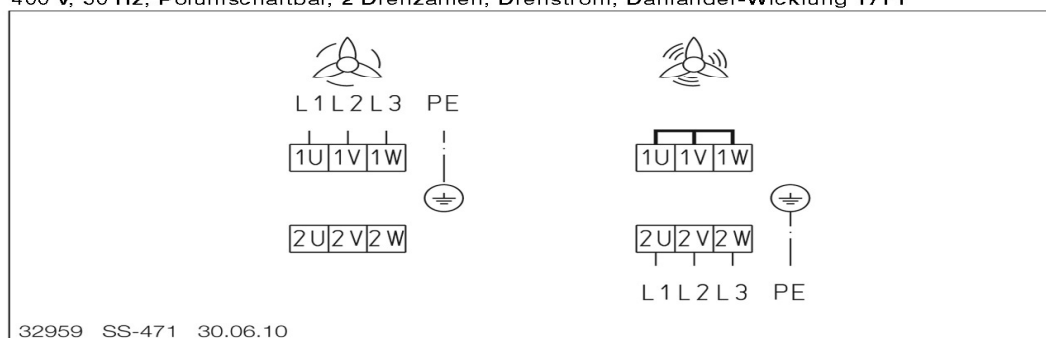 400 V, 50 Hz, Polumschaltbar, 2 Drehzahlen, Drehstrom, Dahlander-Wicklung Y/YY
L1 L2 L3 PE
1U 1V 1W 1U 1V 1W
2U 2V 2W 2U 2V 2W
L1 L2 L3 PE
32959 SS-471 30.06.10